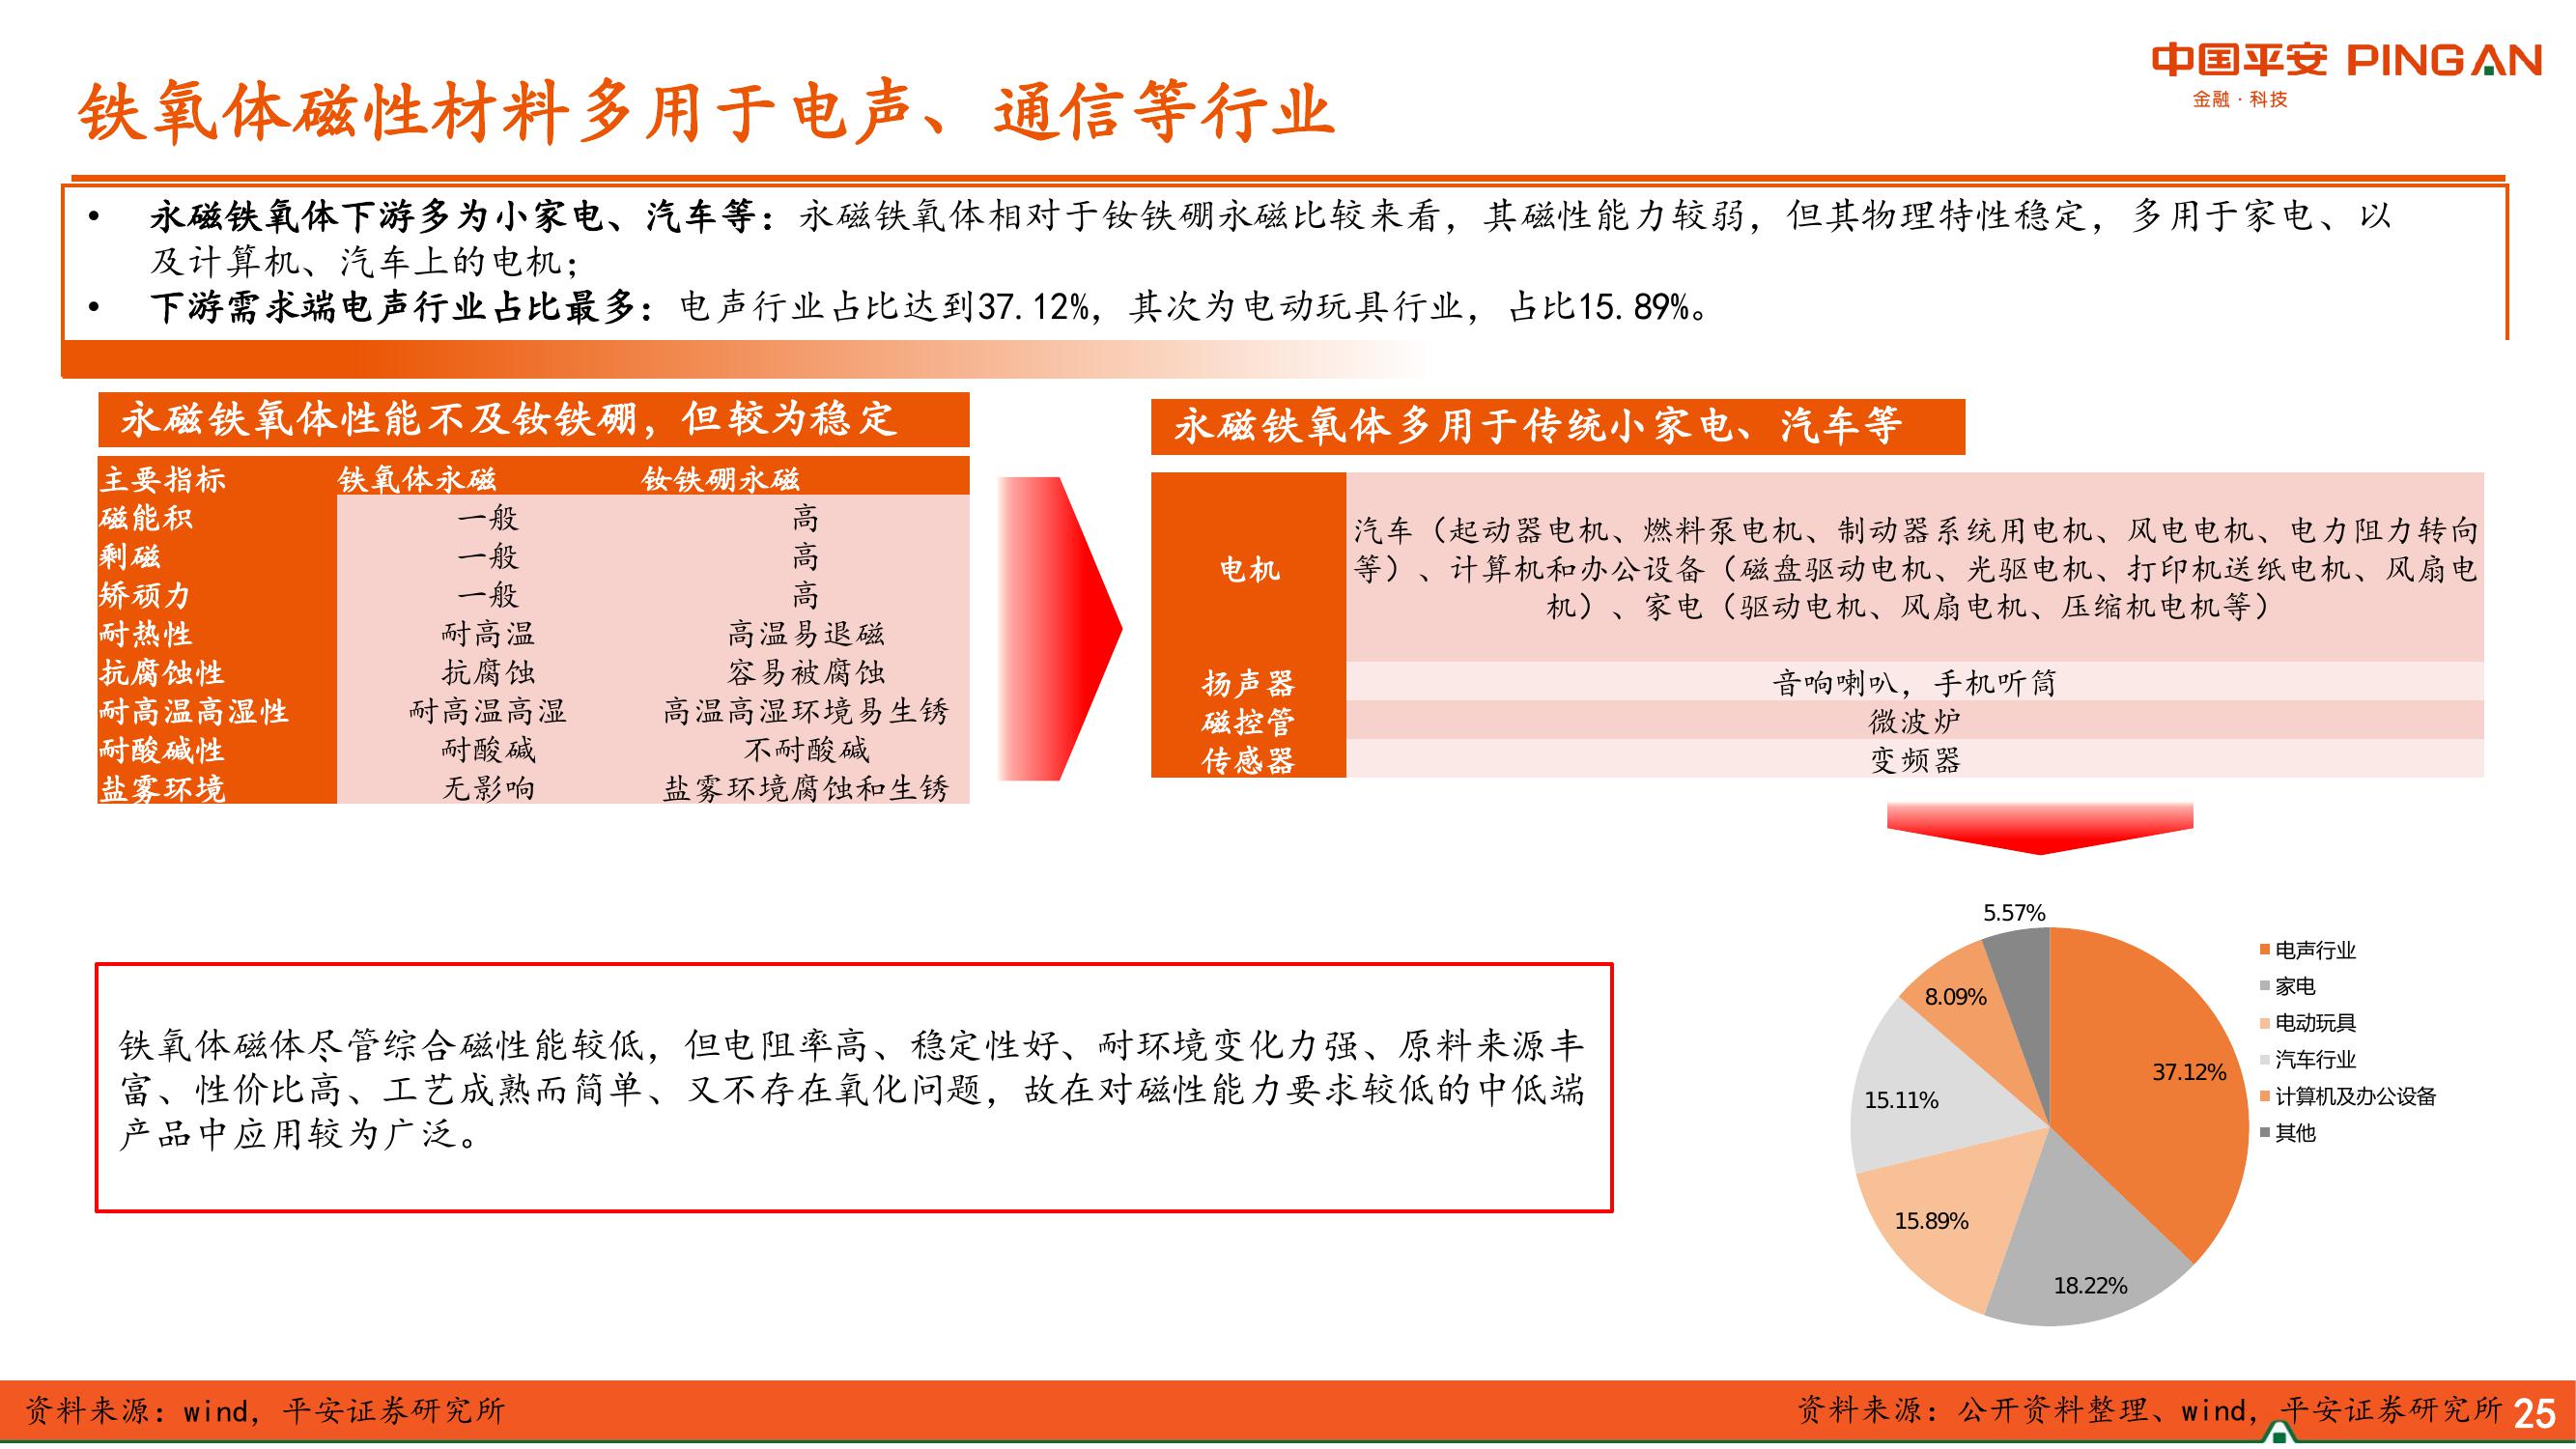 中国平安 PINGAN
金融·科技
铁氧体磁性材料多用于电声、通信等行业
• 永磁铁氧体下游多为小家电、汽车等：永磁铁氧体相对于钕铁硼永磁比较来看，其磁性能力较弱，但其物理特性稳定，多用于家电、以
及计算机、汽车上的电机；
• 下游需求端电声行业占比最多：电声行业占比达到37.12%，其次为电动玩具行业，占比15.89%。
永磁铁氧体性能不及钕铁硼，但较为稳定
主要指标 铁氧体永磁 钕铁硼永磁
磁能积 一般 高
剩磁 一般 高
矫顽力 一般 高
耐热性 耐高温 高温易退磁
抗腐蚀性 抗腐蚀 容易被腐蚀
耐高温高湿性 耐高温高湿 高温高湿环境易生锈
耐酸碱性 耐酸碱 不耐酸碱
盐雾环境 无影响 盐雾环境腐蚀和生锈
永磁铁氧体多用于传统小家电、汽车等
电机
汽车（起动器电机、燃料泵电机、制动器系统用电机、风电电机、电力阻力转向
等）、计算机和办公设备（磁盘驱动电机、光驱电机、打印机送纸电机、风扇电
机）、家电（驱动电机、风扇电机、压缩机电机等）
扬声器 音响喇叭，手机听筒
磁控管 微波炉
传感器 变频器
铁氧体磁体尽管综合磁性能较低，但电阻率高、稳定性好、耐环境变化力强、原料来源丰
富、性价比高、工艺成熟而简单、又不存在氧化问题，故在对磁性能力要求较低的中低端
产品中应用较为广泛。
5.57%
8.09%
37.12%
15.11%
15.89%
18.22%
电声行业
家电
电动玩具
汽车行业
计算机及办公设备
其他
资料来源：wind，平安证券研究所
资料来源：公开资料整理、wind，平安证券研究所 25